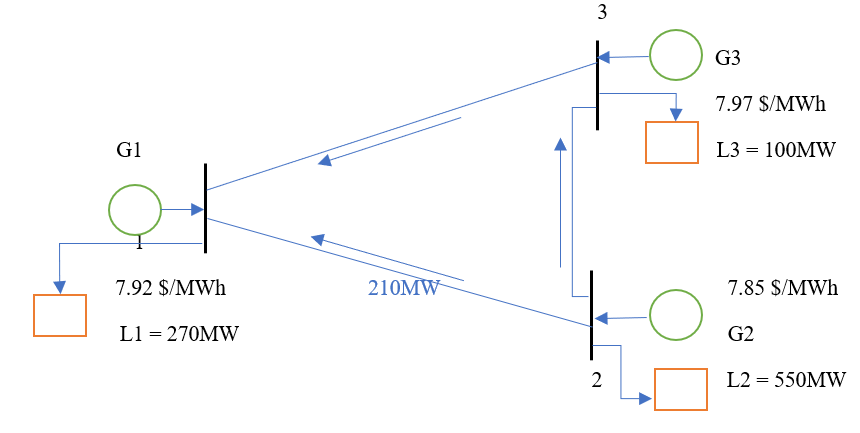 3
G3
7.97 $/MWh
L3 = 100MW
G1
1
7.92 $/MWh
L1 = 270MW
210MW
7.85 $/MWh
G2
2
L2 = 550MW